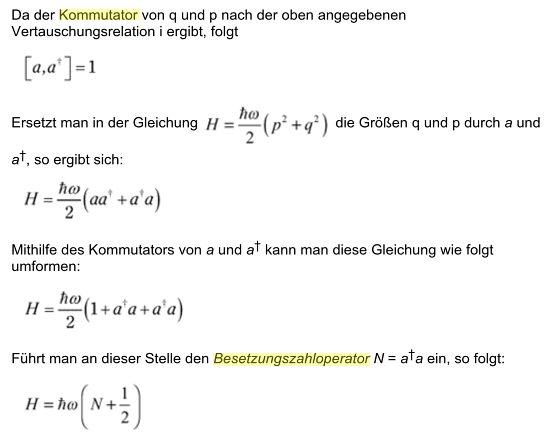 Da der Kommutator von q und p nach der oben angegebenen
Vertauschungsrelation i ergibt, folgt
[a,a†]=1
Ersetzt man in der Gleichung H = ħω/2 (p² + q²) die Größen q und p durch a und
a†, so ergibt sich:
H = ħω/2 (aa† + a†a)
Mithilfe des Kommutators von a und a† kann man diese Gleichung wie folgt
umformen:
H = ħω/2 (1 + a†a + a†a)
Führt man an dieser Stelle den Besetzungszahloperator N = a†a ein, so folgt:
H = ħω(N + 1/2)